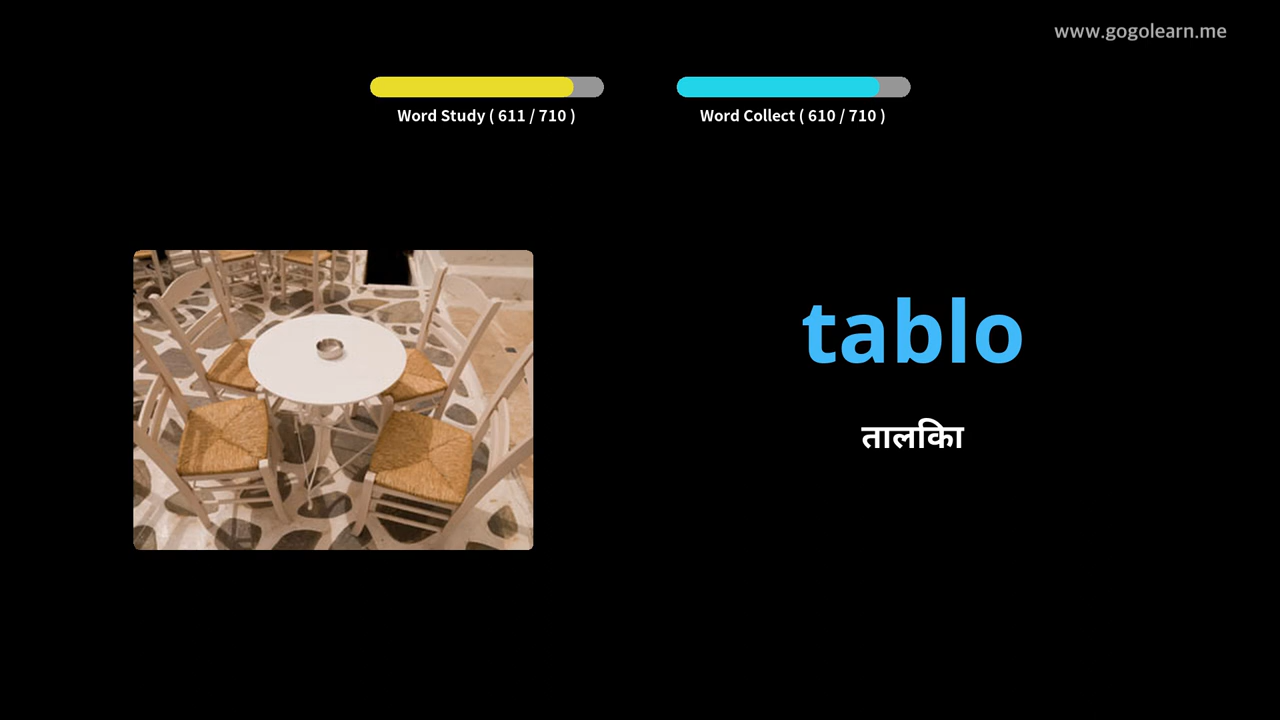 www.gogolearn.me
Word Study ( 611 / 710 )
Word Collect ( 610 / 710 )
tablo
तालिका